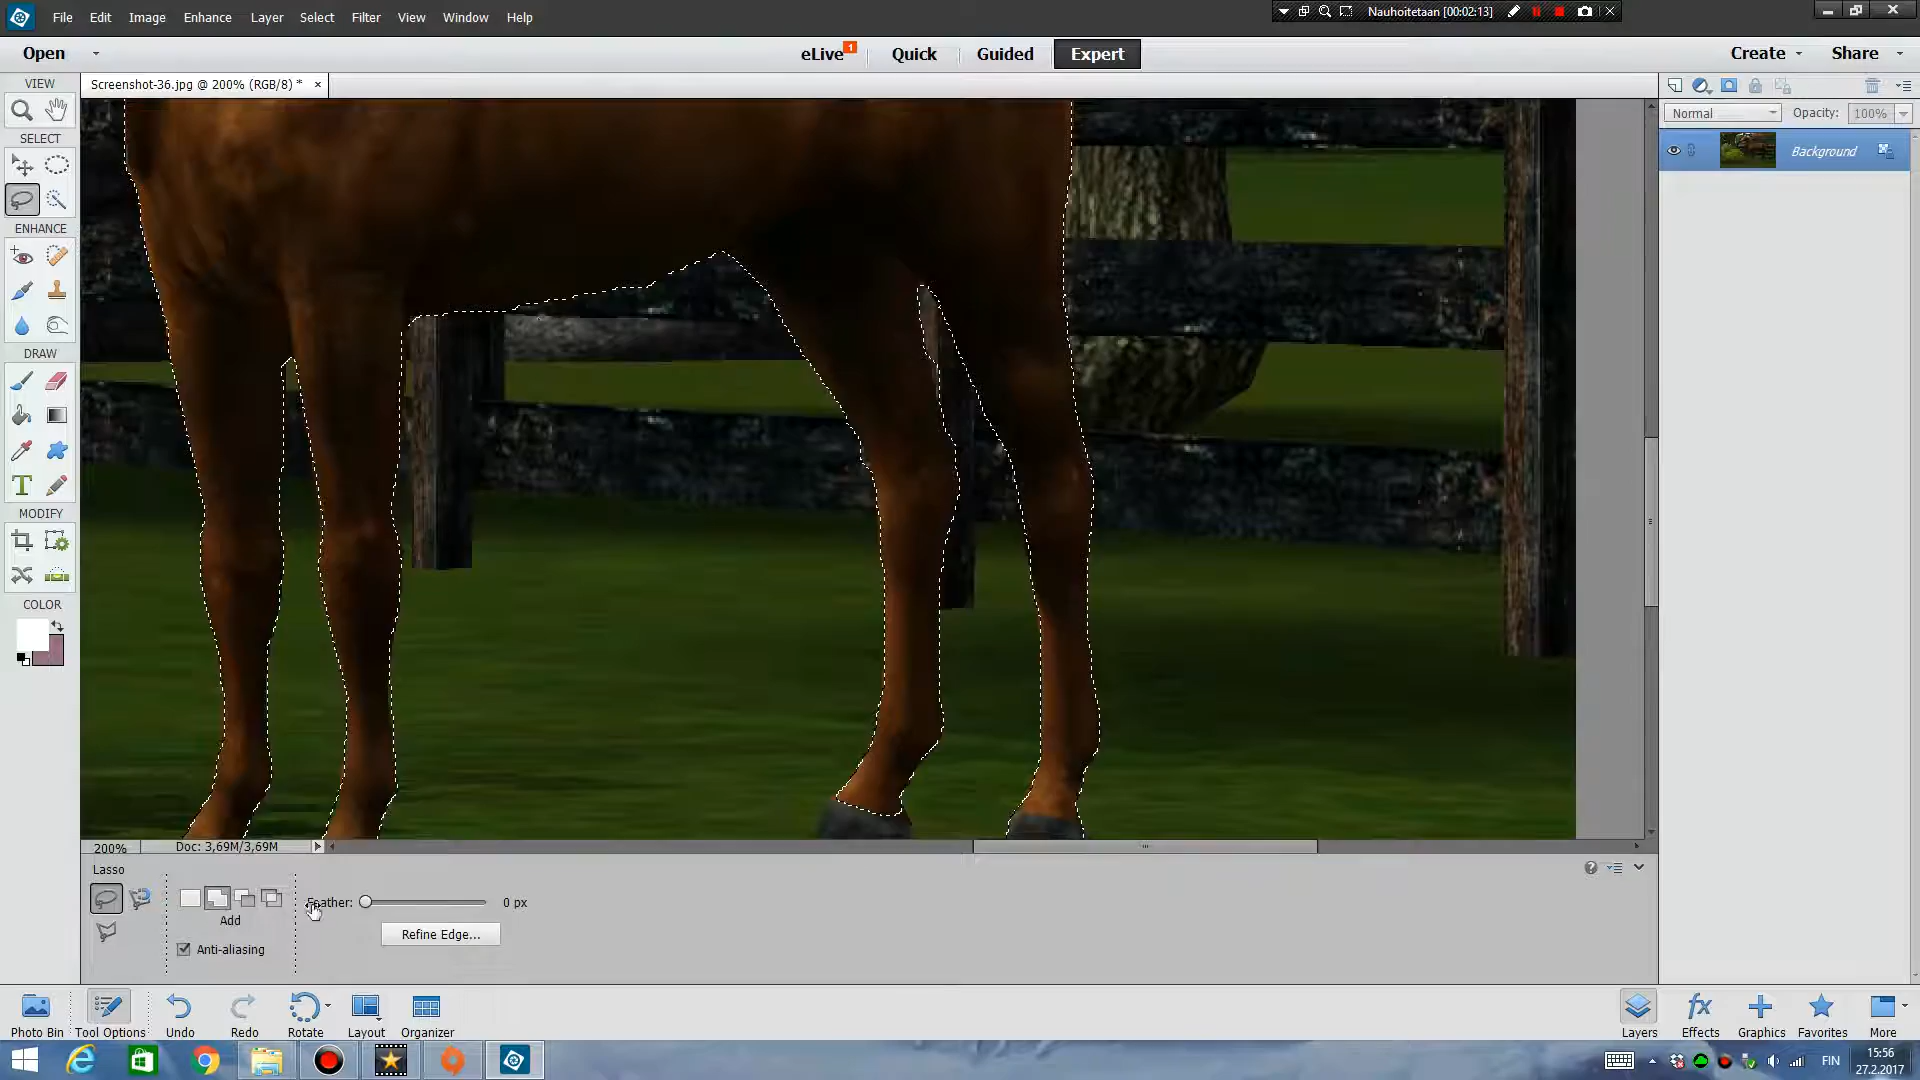 File Edit Image Enhance Layer Select Filter View Window Help
Nauhoitetaan [00:02:13]
Open
eLive 1 Quick Guided Expert
Create Share
VIEW
Screenshot-36.jpg @ 200% (RGB/8) *
Normal Opacity: 100%
SELECT
Background
ENHANCE
DRAW
T
MODIFY
COLOR
200% Doc: 3,69M/3,69M
Lasso
Feather: 0 px
Add
Refine Edge...
Anti-aliasing
fx
Photo Bin Tool Options Undo Redo Rotate Layout Organizer
Layers Effects Graphics Favorites More
FIN
15:56
27.2.2017